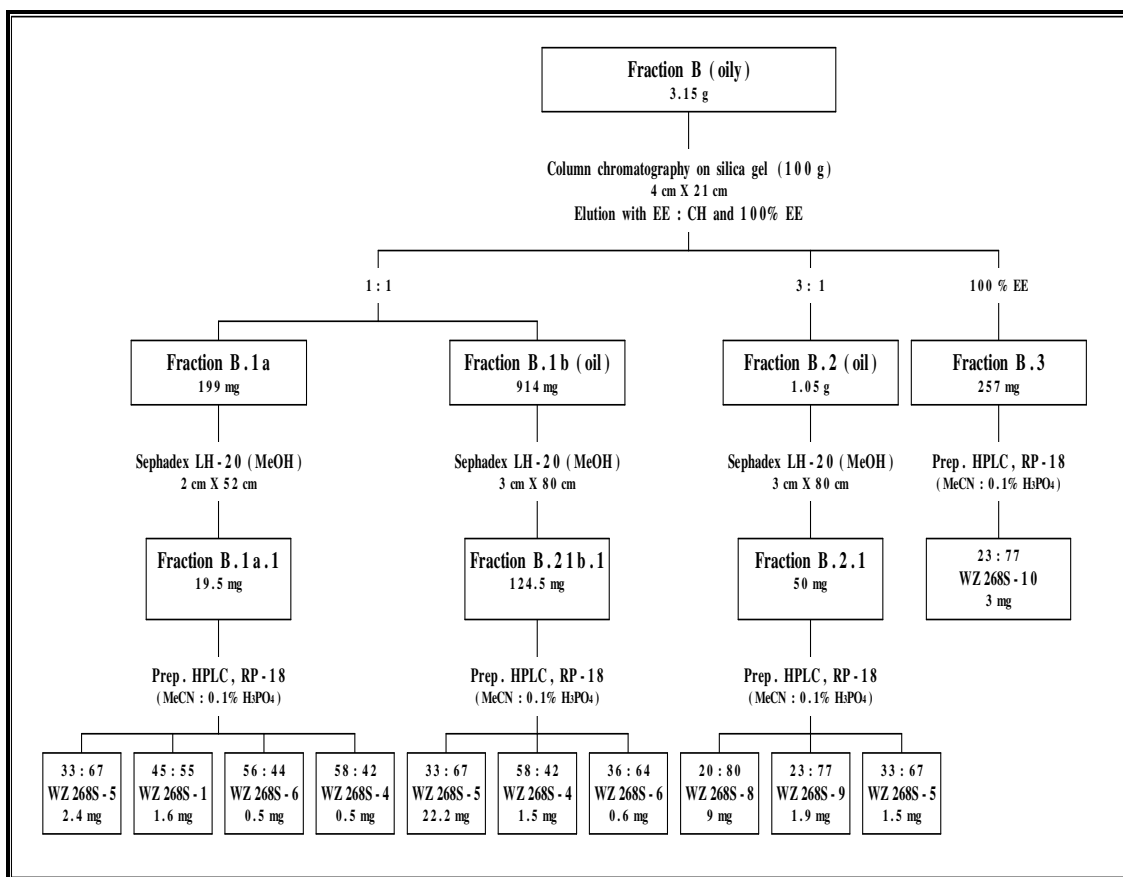 Fraction B (oily)
3.15 g
Column chromatography on silica gel (100 g)
4 cm X 21 cm
Elution with EE : CH and 100% EE
1 : 1
3 : 1
100 % EE
Fraction B.1a
199 mg
Fraction B.1b (oil)
914 mg
Fraction B.2 (oil)
1.05 g
Fraction B.3
257 mg
Sephadex LH-20 (MeOH)
2 cm X 52 cm
Sephadex LH-20 (MeOH)
3 cm X 80 cm
Sephadex LH-20 (MeOH)
3 cm X 80 cm
Prep. HPLC, RP-18
(MeCN : 0.1% H3PO4)
Fraction B.1a.1
19.5 mg
Fraction B.21b.1
124.5 mg
Fraction B.2.1
50 mg
23 : 77
WZ 268S-10
3 mg
Prep. HPLC, RP-18
(MeCN : 0.1% H3PO4)
Prep. HPLC, RP-18
(MeCN : 0.1% H3PO4)
Prep. HPLC, RP-18
(MeCN : 0.1% H3PO4)
33 : 67
WZ 268S-5
2.4 mg
45 : 55
WZ 268S-1
1.6 mg
56 : 44
WZ 268S-6
0.5 mg
58 : 42
WZ 268S-4
0.5 mg
33 : 67
WZ 268S-5
22.2 mg
58 : 42
WZ 268S-4
1.5 mg
36 : 64
WZ 268S-6
0.6 mg
20 : 80
WZ 268S-8
9 mg
23 : 77
WZ 268S-9
1.9 mg
33 : 67
WZ 268S-5
1.5 mg